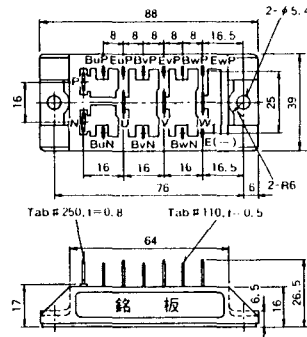 88
8 8 8 8 8 16.5
2-φ5.4
BuP EuP BvP EvP BwP EwP
P
16
25
39
N
U V W
BuN BvN BwN E(-)
16 16 16 16.5
2-R6
76 6
Tab #250, t=0.8
Tab #110, t=0.5
64
17
銘板
6.5
16
26.5